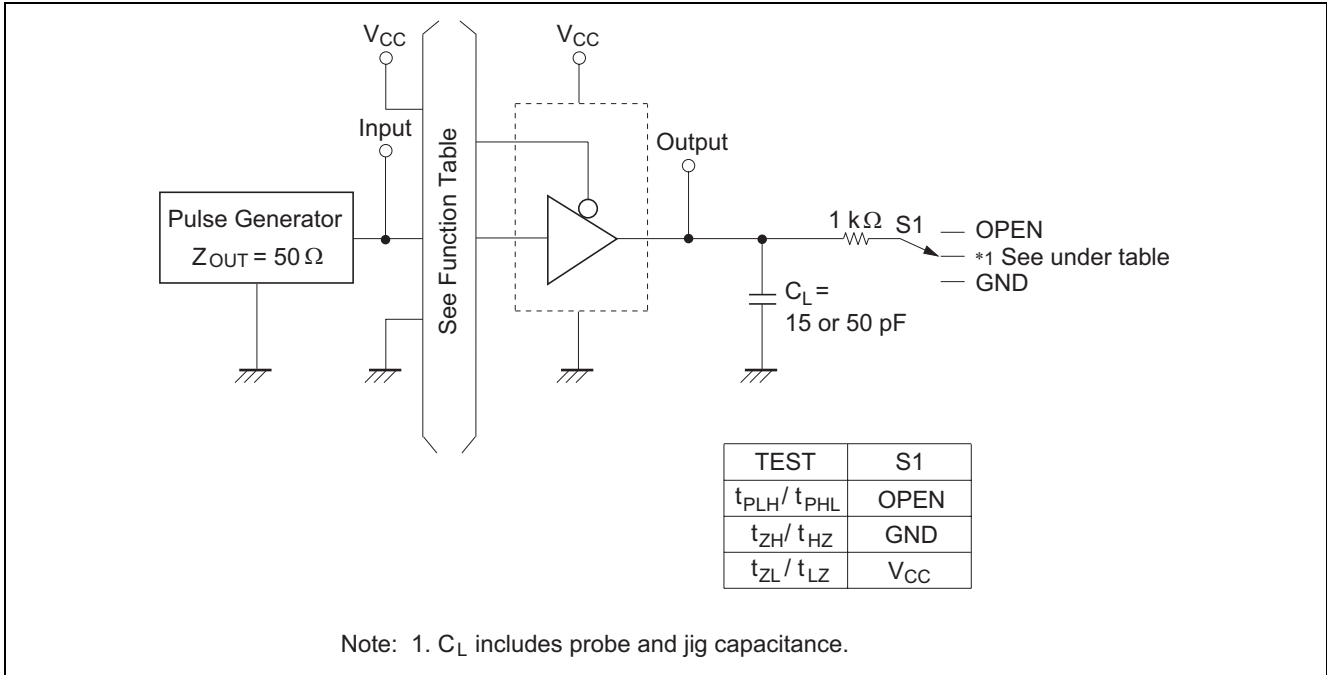 VCC
VCC
Input
Output
See Function Table
Pulse Generator
ZOUT = 50 Ω
1 kΩ S1
OPEN
*1 See under table
GND
CL =
15 or 50 pF
TEST S1
tPLH/ tPHL OPEN
tZH/ tHZ GND
tZL / tLZ VCC
Note: 1. CL includes probe and jig capacitance.